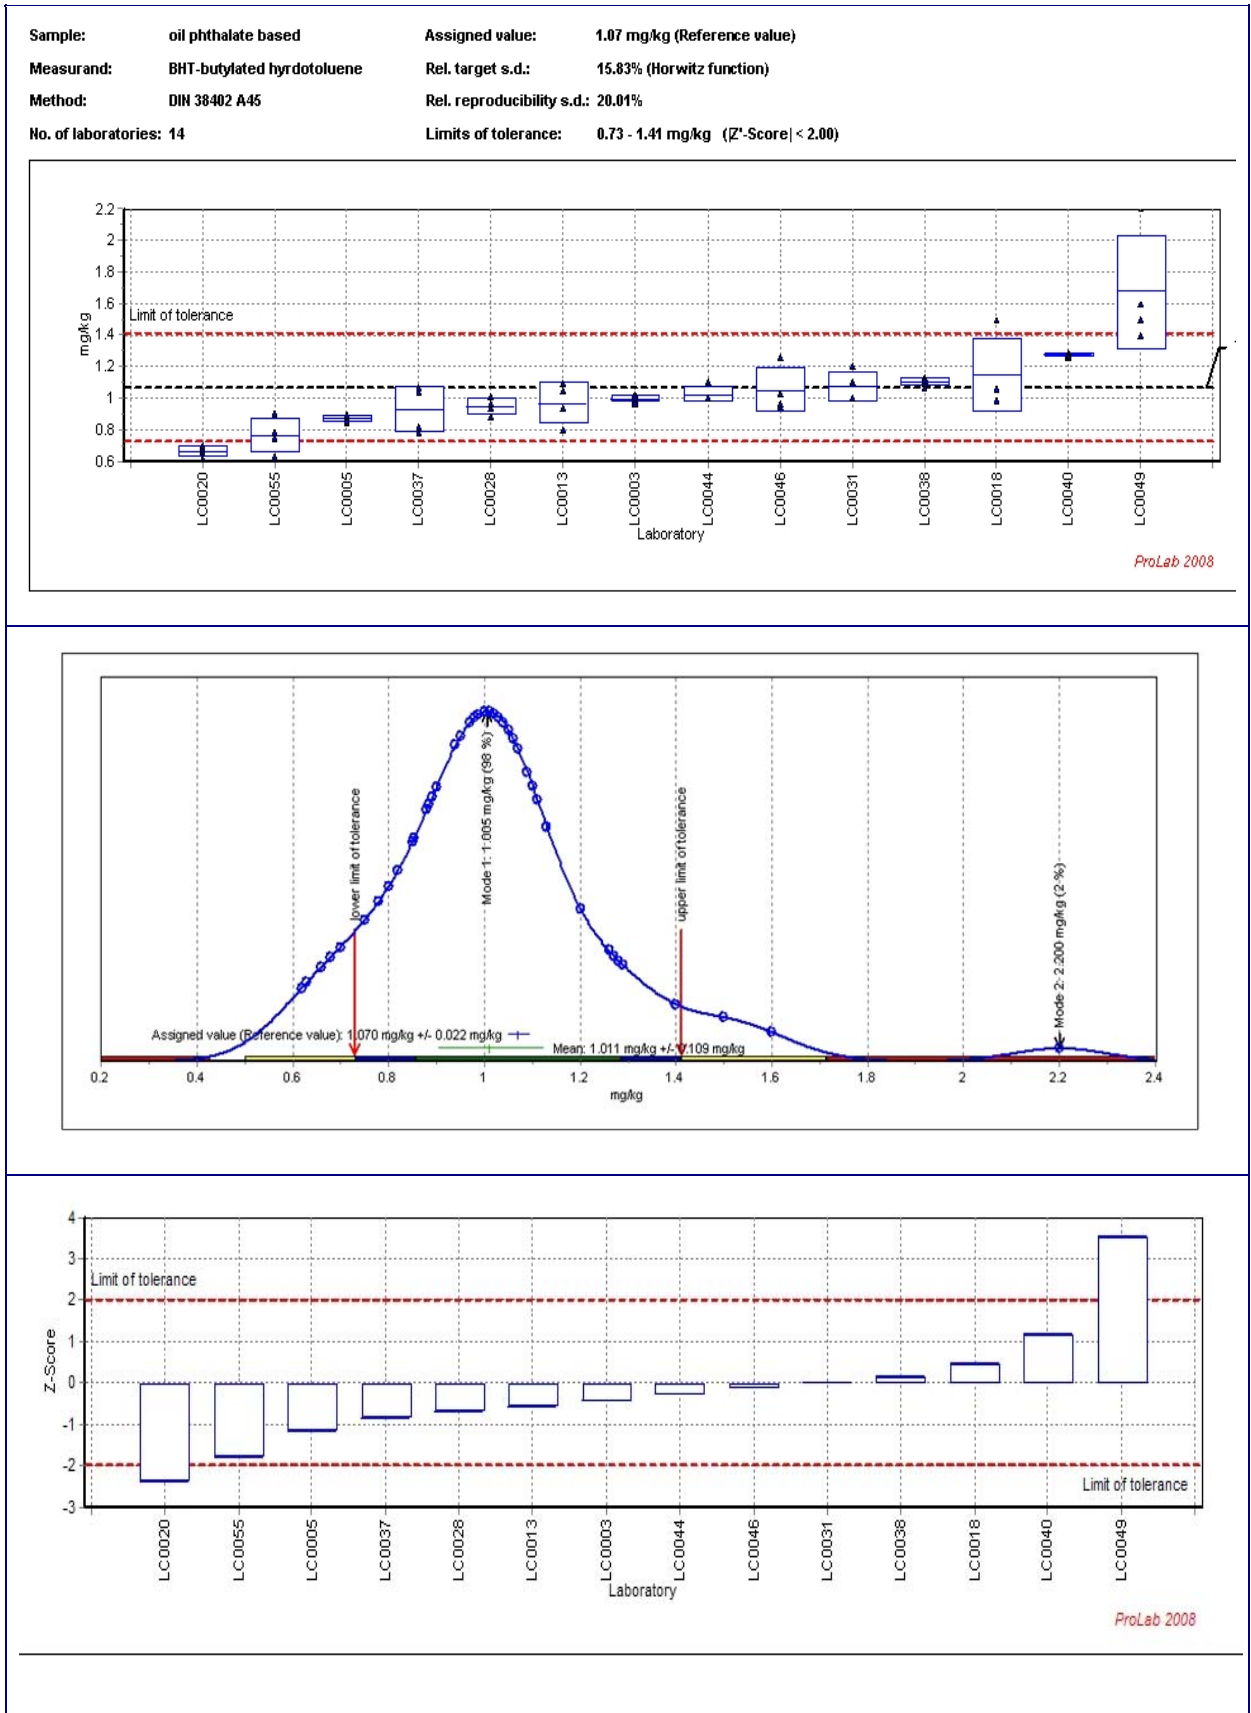 Sample: oil phthalate based Assigned value: 1.07 mg/kg (Reference value)
Measurand: BHT-butylated hyrdotoluene Rel. target s.d.: 15.83% (Horwitz function)
Method: DIN 38402 A45 Rel. reproducibility s.d.: 20.01%
No. of laboratories: 14 Limits of tolerance: 0.73 - 1.41 mg/kg (|Z'-Score| < 2.00)
2.2
2
1.8
1.6
Limit of tolerance
1.4
1.2
1
0.8
0.6
mg/kg
LC0020 LC0055 LC0005 LC0037 LC0028 LC0013 LC0003 LC0044 LC0046 LC0031 LC0038 LC0018 LC0040 LC0049
Laboratory
ProLab 2008
lower limit of tolerance
Mode 1: 1.005 mg/kg (98 %)
upper limit of tolerance
Mode 2: 2.200 mg/kg (2 %)
Assigned value (Reference value): 1.070 mg/kg +/- 0.022 mg/kg
Mean: 1.011 mg/kg +/- 0.109 mg/kg
0.2 0.4 0.6 0.8 1 1.2 1.4 1.6 1.8 2 2.2 2.4
mg/kg
4
3
Limit of tolerance
2
1
0
-1
-2
Limit of tolerance
-3
Z-Score
LC0020 LC0055 LC0005 LC0037 LC0028 LC0013 LC0003 LC0044 LC0046 LC0031 LC0038 LC0018 LC0040 LC0049
Laboratory
ProLab 2008